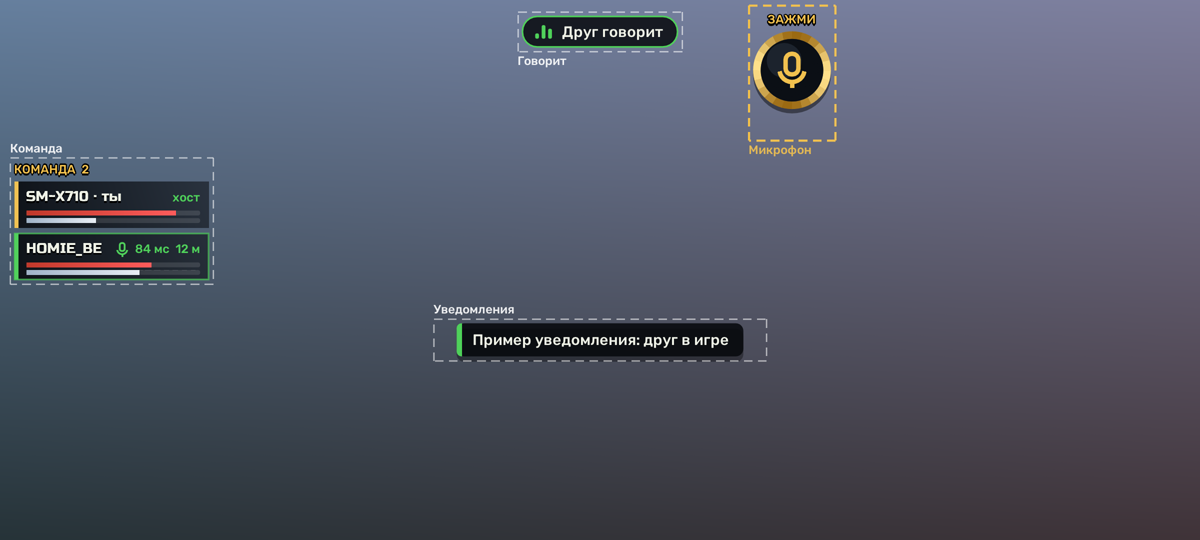 Друг говорит
Говорит
ЗАЖМИ
Микрофон
Команда
КОМАНДА 2
SM-X710 · ты
хост
HOMIE_BE
84 мс 12 м
Уведомления
Пример уведомления: друг в игре